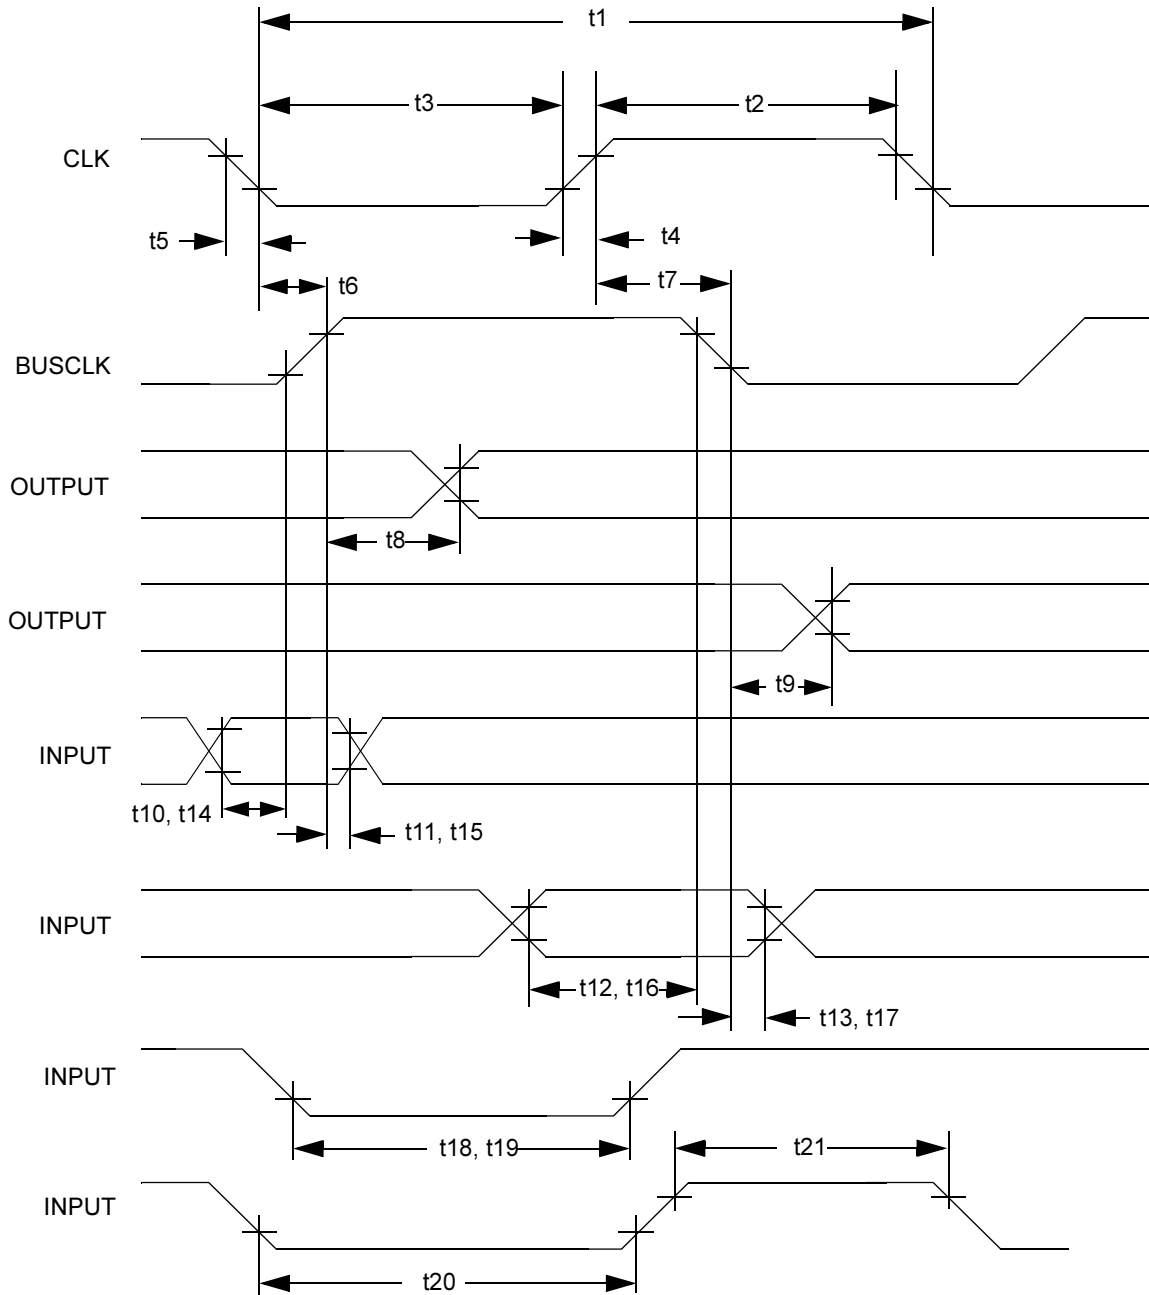 t1
t3
t2
CLK
t5
t4
t6
t7
BUSCLK
OUTPUT
t8
OUTPUT
t9
INPUT
t10, t14
t11, t15
INPUT
t12, t16
t13, t17
INPUT
t18, t19
t21
INPUT
t20